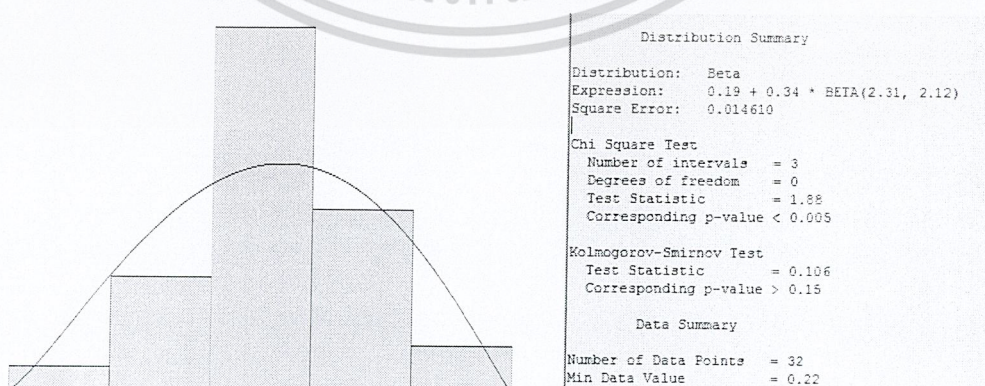 Distribution Summary
Distribution: Beta
Expression: 0.19 + 0.34 * BETA(2.31, 2.12)
Square Error: 0.014610
Chi Square Test
Number of intervals = 3
Degrees of freedom = 0
Test Statistic = 1.88
Corresponding p-value < 0.005
Kolmogorov-Smirnov Test
Test Statistic = 0.106
Corresponding p-value > 0.15
Data Summary
Number of Data Points = 32
Min Data Value = 0.22